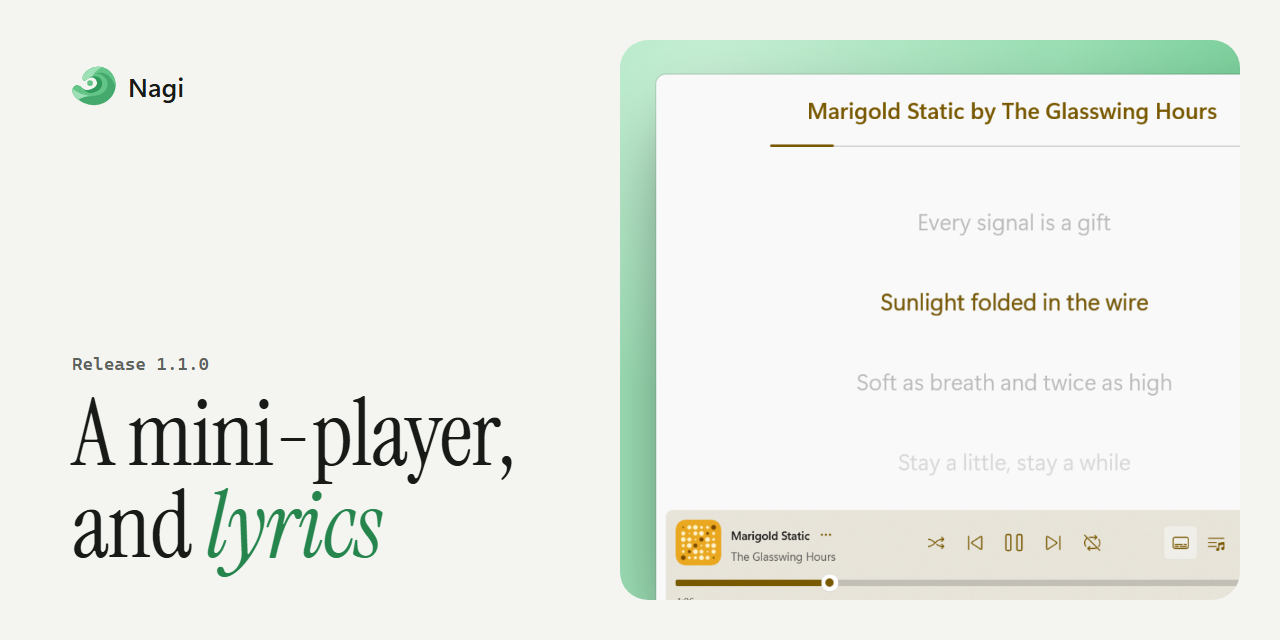 Nagi
Release 1.1.0
A mini-player,
and lyrics
Marigold Static by The Glasswing Hours
Every signal is a gift
Sunlight folded in the wire
Soft as breath and twice as high
Stay a little, stay a while
Marigold Static
The Glasswing Hours